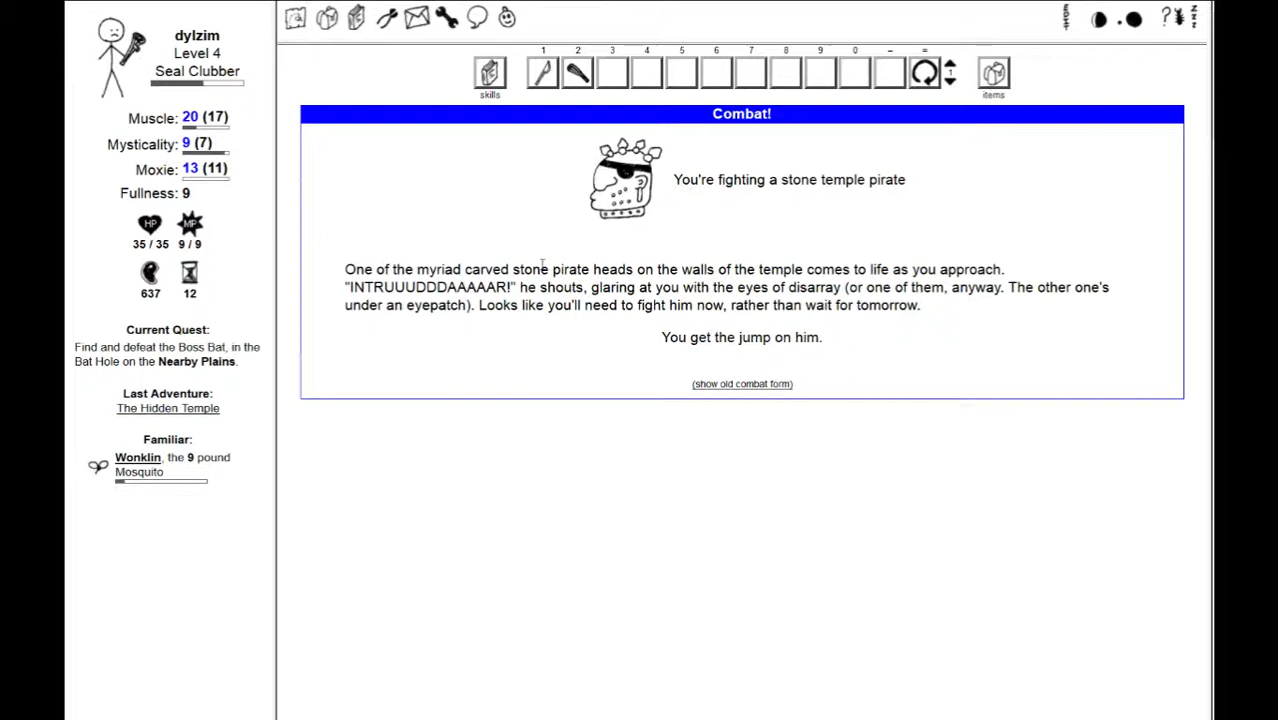 dylzim
Level 4
Seal Clubber
Muscle: 20 (17)
Mysticality: 9 (7)
Moxie: 13 (11)
Fullness: 9
HP MP
35 / 35 9 / 9
637 12
Current Quest:
Find and defeat the Boss Bat, in the
Bat Hole on the Nearby Plains.
Last Adventure:
The Hidden Temple
Familiar:
Wonklin, the 9 pound
Mosquito
1 2 3 4 5 6 7 8 9 0 – =
1
skills items
Combat!
You're fighting a stone temple pirate
One of the myriad carved stone pirate heads on the walls of the temple comes to life as you approach.
"INTRUUUDDDAAAAAR!" he shouts, glaring at you with the eyes of disarray (or one of them, anyway. The other one's
under an eyepatch). Looks like you'll need to fight him now, rather than wait for tomorrow.
You get the jump on him.
(show old combat form)